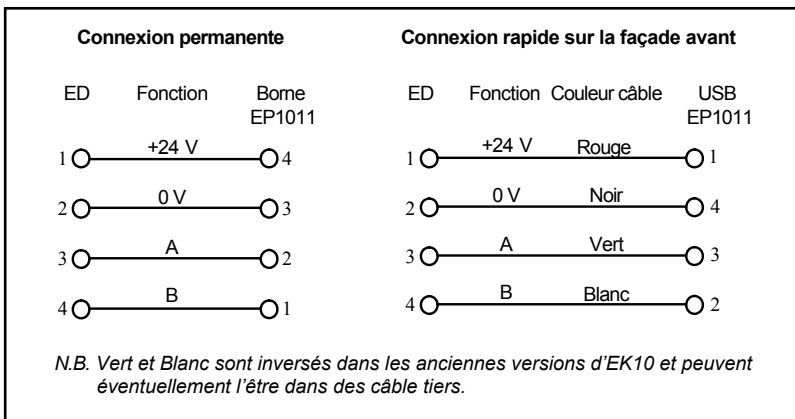 Connexion permanente
ED Fonction Borne EP1011
1 +24 V 4
2 0 V 3
3 A 2
4 B 1
Connexion rapide sur la façade avant
ED Fonction Couleur câble USB EP1011
1 +24 V Rouge 1
2 0 V Noir 4
3 A Vert 3
4 B Blanc 2
N.B. Vert et Blanc sont inversés dans les anciennes versions d’EK10 et peuvent
éventuellement l’être dans des câble tiers.